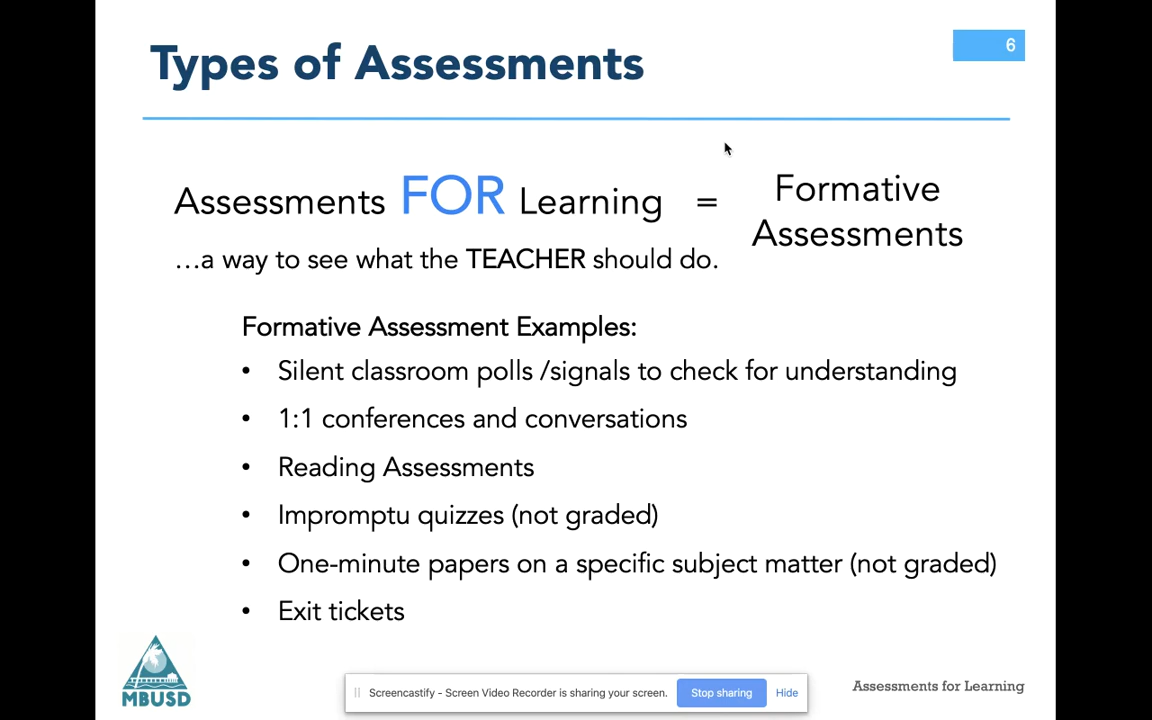 Types of Assessments
6
Assessments FOR Learning = Formative Assessments
…a way to see what the TEACHER should do.
Formative Assessment Examples:
• Silent classroom polls /signals to check for understanding
• 1:1 conferences and conversations
• Reading Assessments
• Impromptu quizzes (not graded)
• One-minute papers on a specific subject matter (not graded)
• Exit tickets
MBUSD
Screencastify - Screen Video Recorder is sharing your screen. Stop sharing Hide
Assessments for Learning